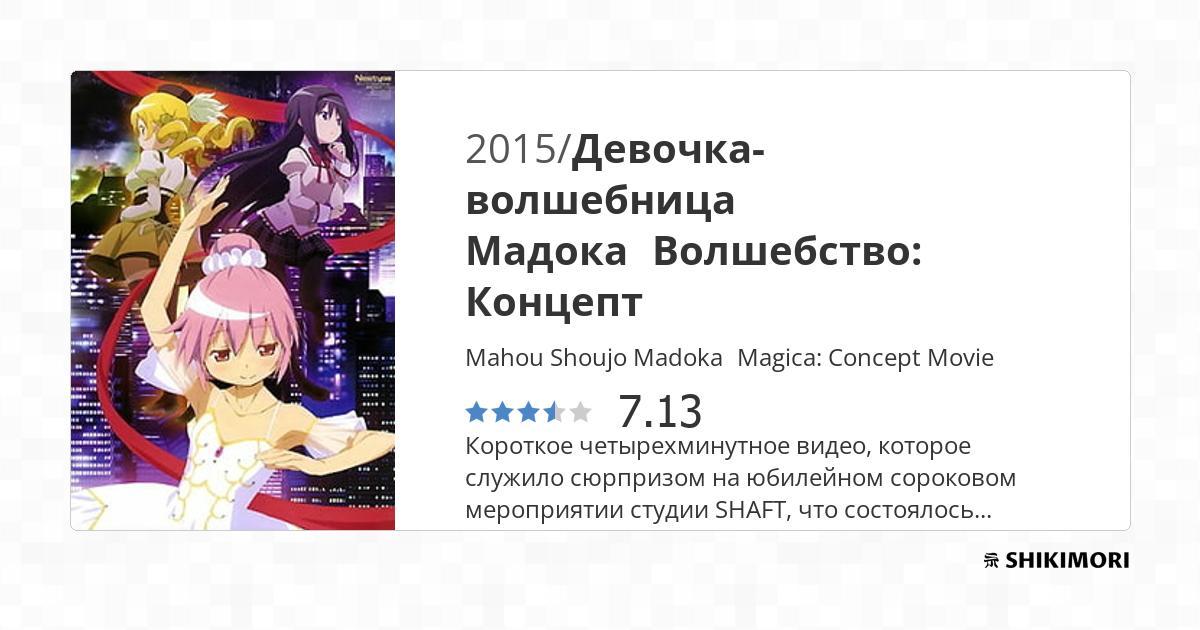 Newtype
2015/Девочка-
волшебница
Мадока Волшебство:
Концепт
Mahou Shoujo Madoka Magica: Concept Movie
7.13
Короткое четырехминутное видео, которое
служило сюрпризом на юбилейном сороковом
мероприятии студии SHAFT, что состоялось...
SHIKIMORI